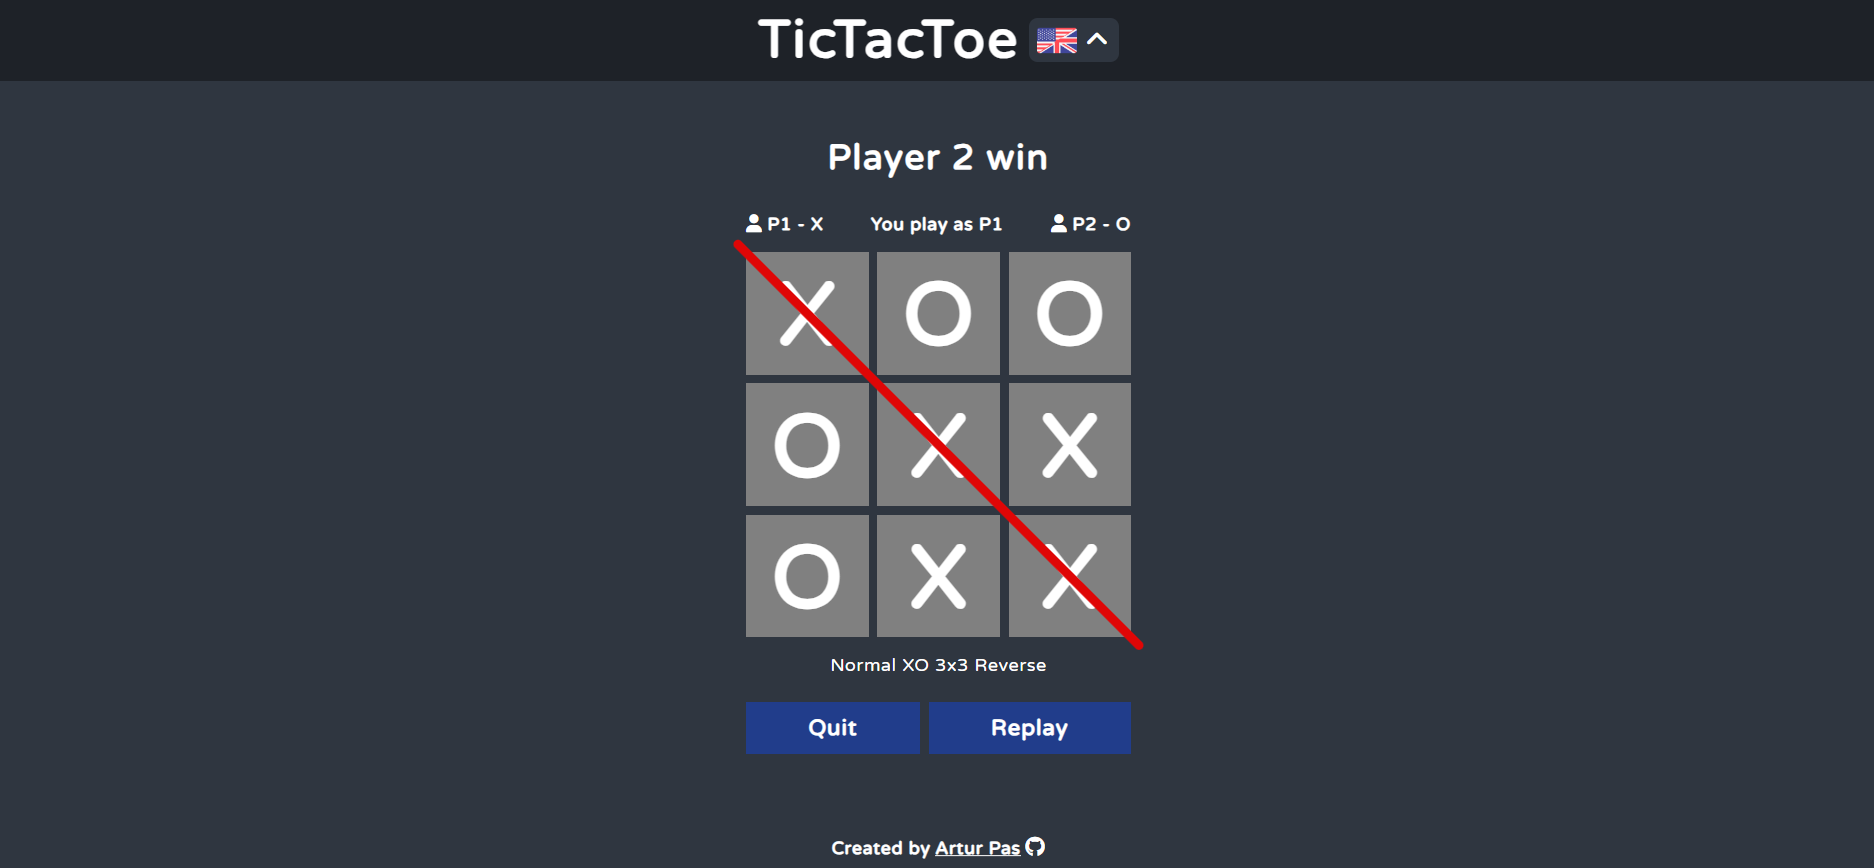 TicTacToe
Player 2 win
P1 - X You play as P1 P2 - O
X O O
O X X
O X X
Normal XO 3x3 Reverse
Quit Replay
Created by Artur Pas